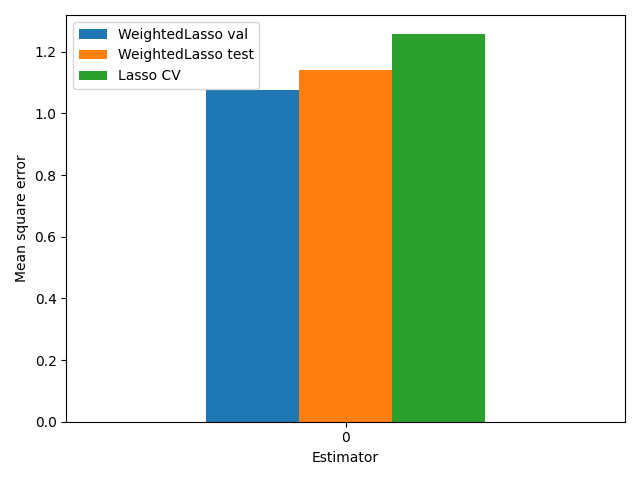 WeightedLasso val
WeightedLasso test
Lasso CV
Mean square error
1.2
1.0
0.8
0.6
0.4
0.2
0.0
0
Estimator